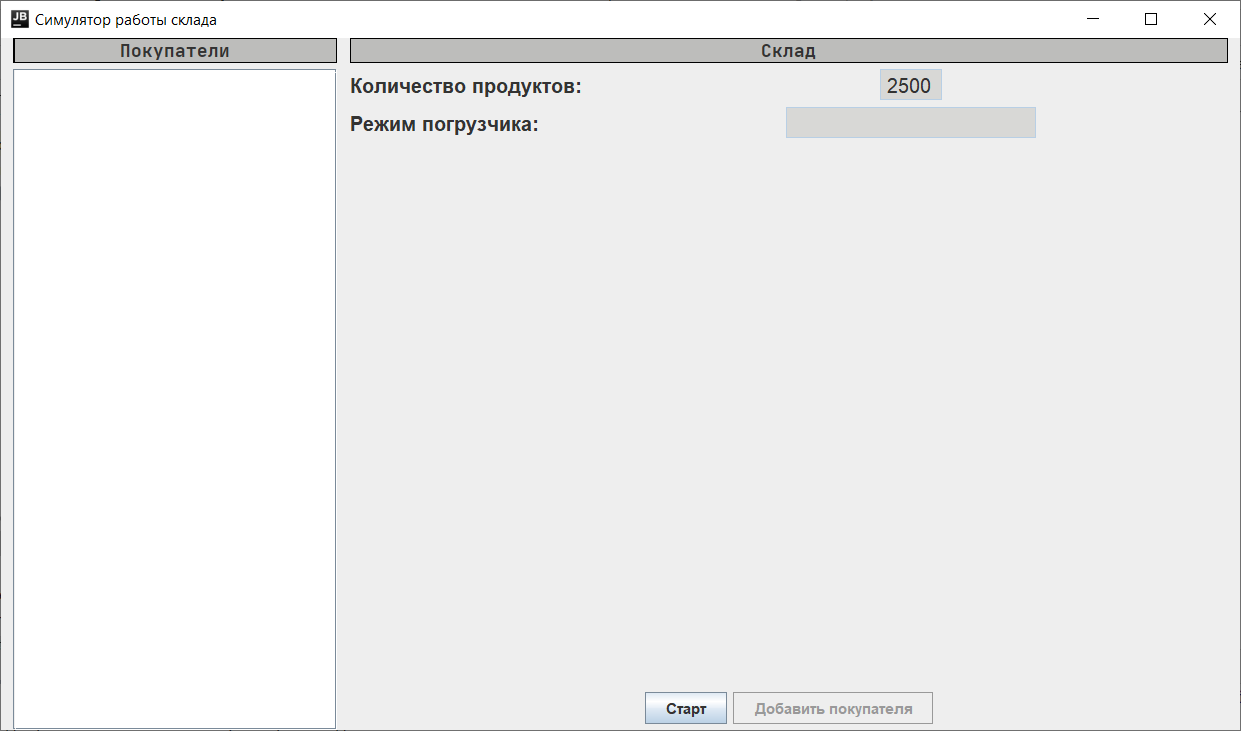 JB
Симулятор работы склада
Покупатели
Склад
Количество продуктов:
2500
Режим погрузчика:
Старт
Добавить покупателя